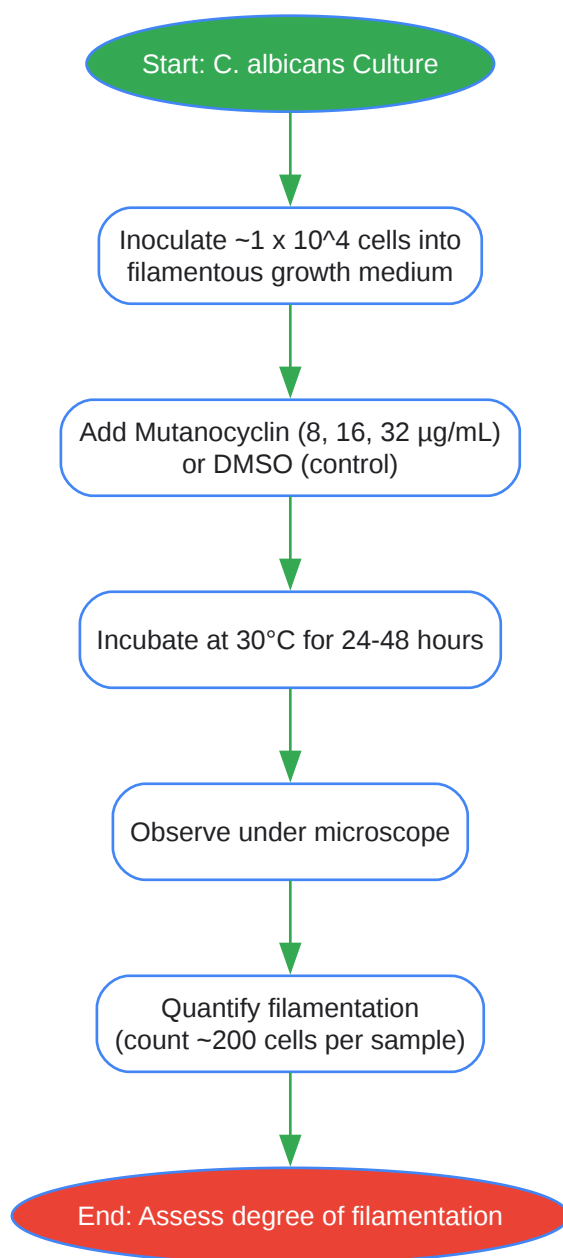 Start: C. albicans Culture
Inoculate ~1 x 10^4 cells into
filamentous growth medium
Add Mutanocyclin (8, 16, 32 µg/mL)
or DMSO (control)
Incubate at 30°C for 24-48 hours
Observe under microscope
Quantify filamentation
(count ~200 cells per sample)
End: Assess degree of filamentation